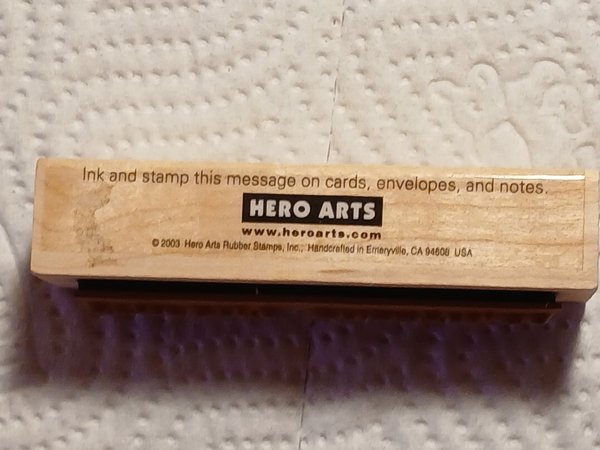 Ink and stamp this message on cards, envelopes, and notes.
HERO ARTS
www.heroarts.com
© 2003 Hero Arts Rubber Stamps, Inc., Handcrafted in Emeryville, CA 94608 USA